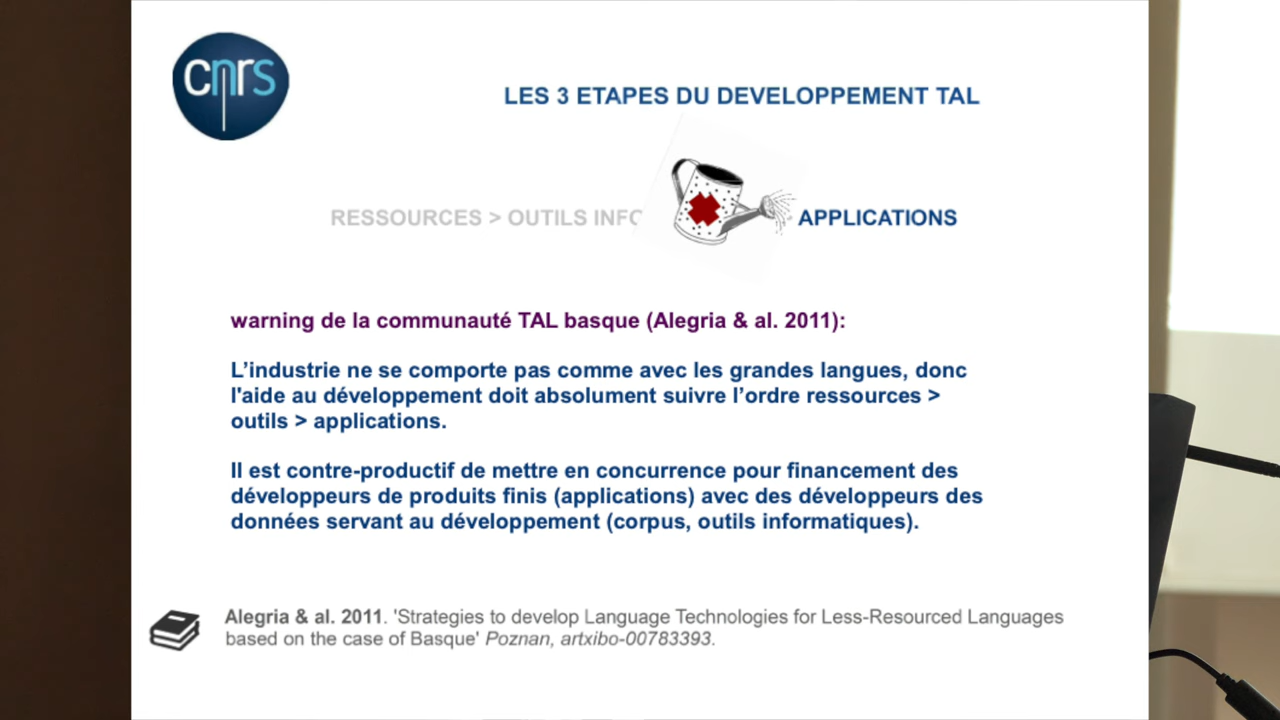 cnrs
LES 3 ETAPES DU DEVELOPPEMENT TAL
RESSOURCES > OUTILS INFO
APPLICATIONS
warning de la communauté TAL basque (Alegria & al. 2011):
L’industrie ne se comporte pas comme avec les grandes langues, donc
l'aide au développement doit absolument suivre l’ordre ressources >
outils > applications.
Il est contre-productif de mettre en concurrence pour financement des
développeurs de produits finis (applications) avec des développeurs des
données servant au développement (corpus, outils informatiques).
Alegria & al. 2011. 'Strategies to develop Language Technologies for Less-Resourced Languages
based on the case of Basque' Poznan, artxibo-00783393.